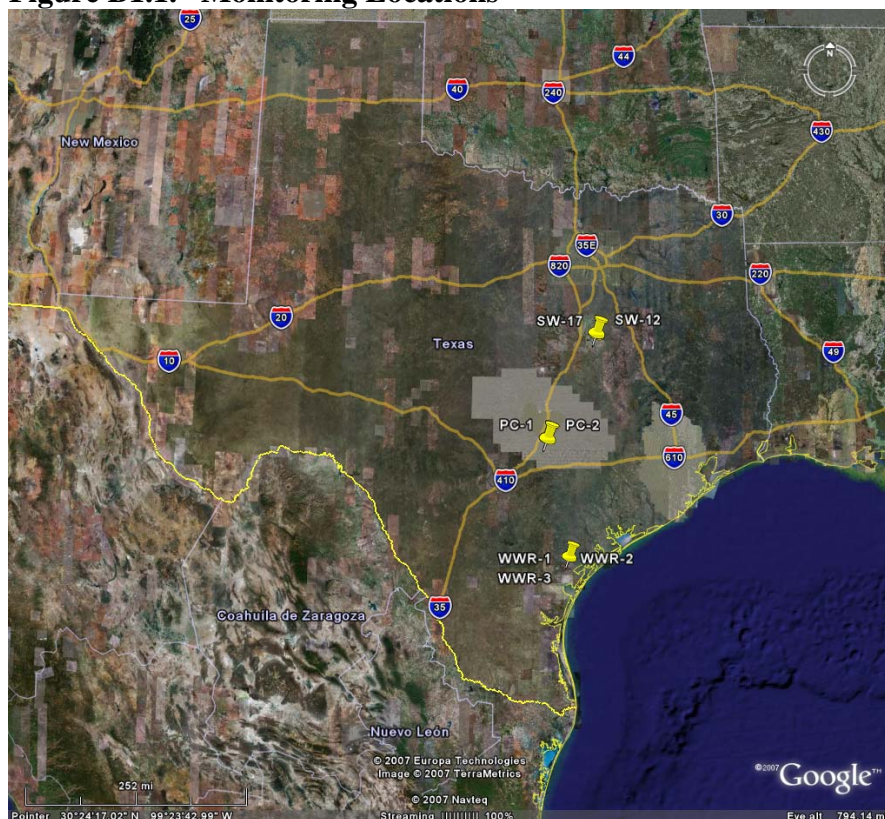 Figure D1.1. Monitoring Locations
25
44
N
40
240
430
New Mexico
30
35E
820
220
20
SW-17 SW-12
Texas
10
49
45
PC-1 PC-2
610
410
WWR-1 WWR-2
WWR-3
35
Coahuila de Zaragoza
Nuevo León
© 2007 Europa Technologies
Image © 2007 TerraMetrics
©2007 Google™
252 mi
© 2007 Navteq
Pointer 30°24'17.02" N 99°23'42.99" W Streaming ||||||||| 100% Eye alt 794.14 m